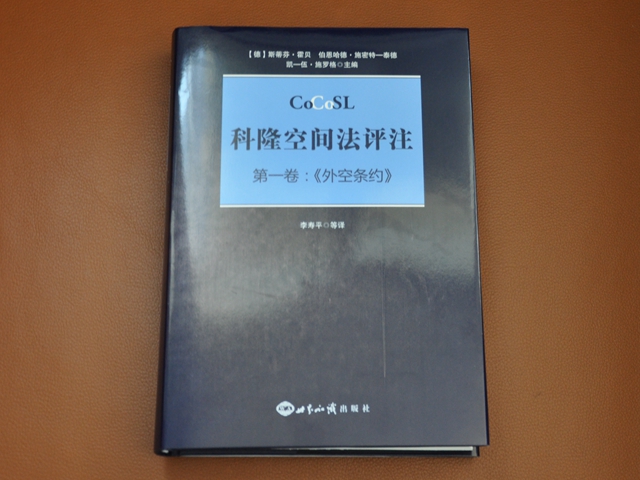 【德】斯蒂芬·霍贝 伯恩哈德·施密特—泰德
凯—伍·施罗格○主编
CoCoSL
科隆空间法评注
第一卷：《外空条约》
李寿平○等译
世界知识出版社